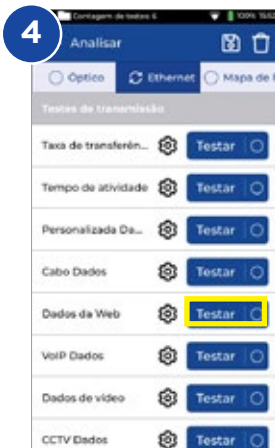 4
Contagem de testes 6 100% 15:52
Analisar
Óptico Ethernet Mapa de
Testes de transmissão
Taxa de transferên... Testar
Tempo de atividade Testar
Personalizada Da... Testar
Cabo Dados Testar
Dados da Web Testar
VoIP Dados Testar
Dados de vídeo Testar
CCTV Dados Testar